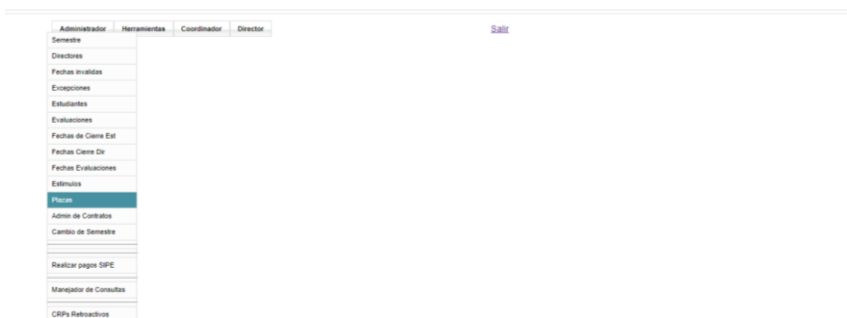 Administrador Herramientas Coordinador Director Salir
Semestre
Directores
Fechas invalidas
Excepciones
Estudiantes
Evaluaciones
Fechas de Cierre Est
Fechas Cierre Dir
Fechas Evaluaciones
Estimulos
Plazas
Admin de Contratos
Cambio de Semestre
Realizar pagos SIPE
Manejador de Consultas
CRPs Retroactivos